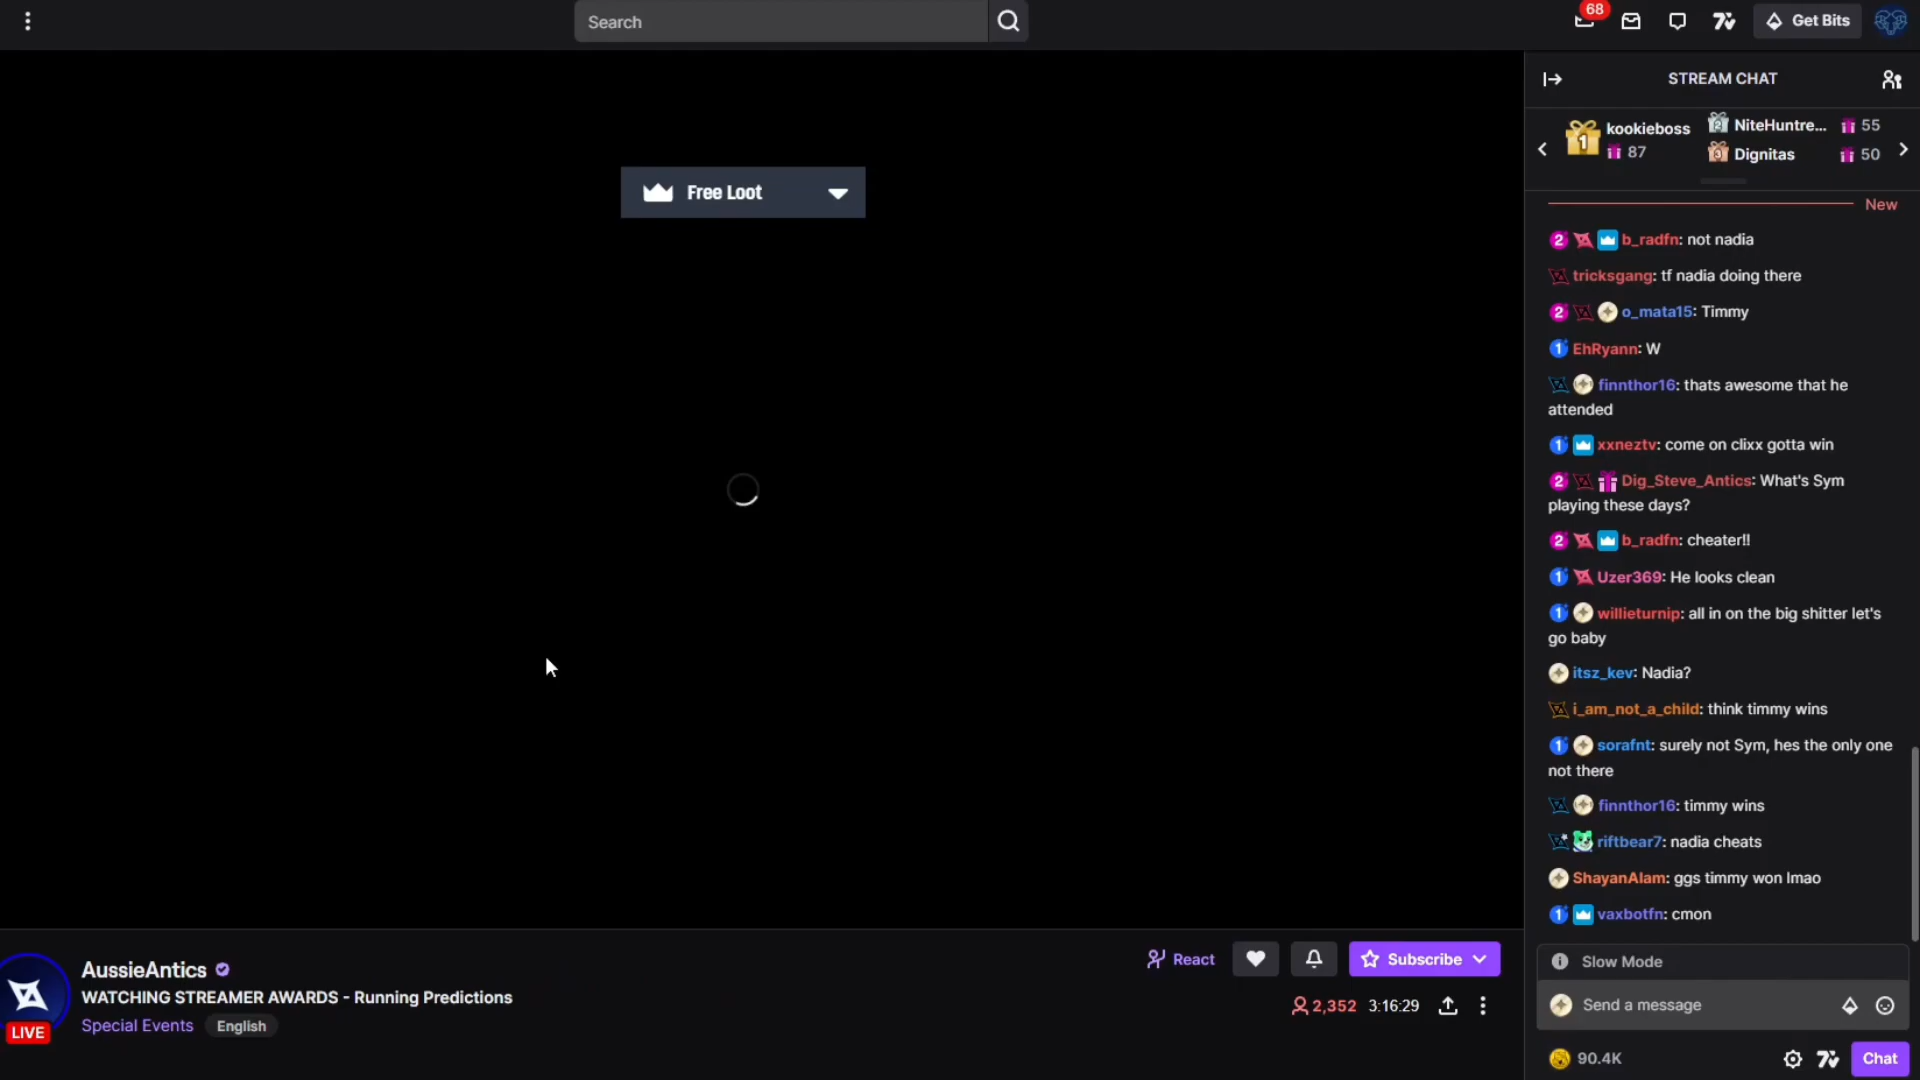 Search
68
Get Bits
STREAM CHAT
1 kookieboss
87
2 NiteHuntre... 55
3 Dignitas 50
Free Loot
New
2 b_radfn: not nadia
tricksgang: tf nadia doing there
2 o_mata15: Timmy
1 EhRyann: W
finnthor16: thats awesome that he
attended
1 xxneztv: come on clixx gotta win
2 Dig_Steve_Antics: What's Sym
playing these days?
2 b_radfn: cheater!!
1 Uzer369: He looks clean
1 willieturnip: all in on the big shitter let's
go baby
itsz_kev: Nadia?
i_am_not_a_child: think timmy wins
1 sorafnt: surely not Sym, hes the only one
not there
finnthor16: timmy wins
riftbear7: nadia cheats
ShayanAlam: ggs timmy won lmao
1 vaxbotfn: cmon
AussieAntics
WATCHING STREAMER AWARDS - Running Predictions
Special Events English
LIVE
React
Subscribe
2,352 3:16:29
Slow Mode
Send a message
90.4K
Chat